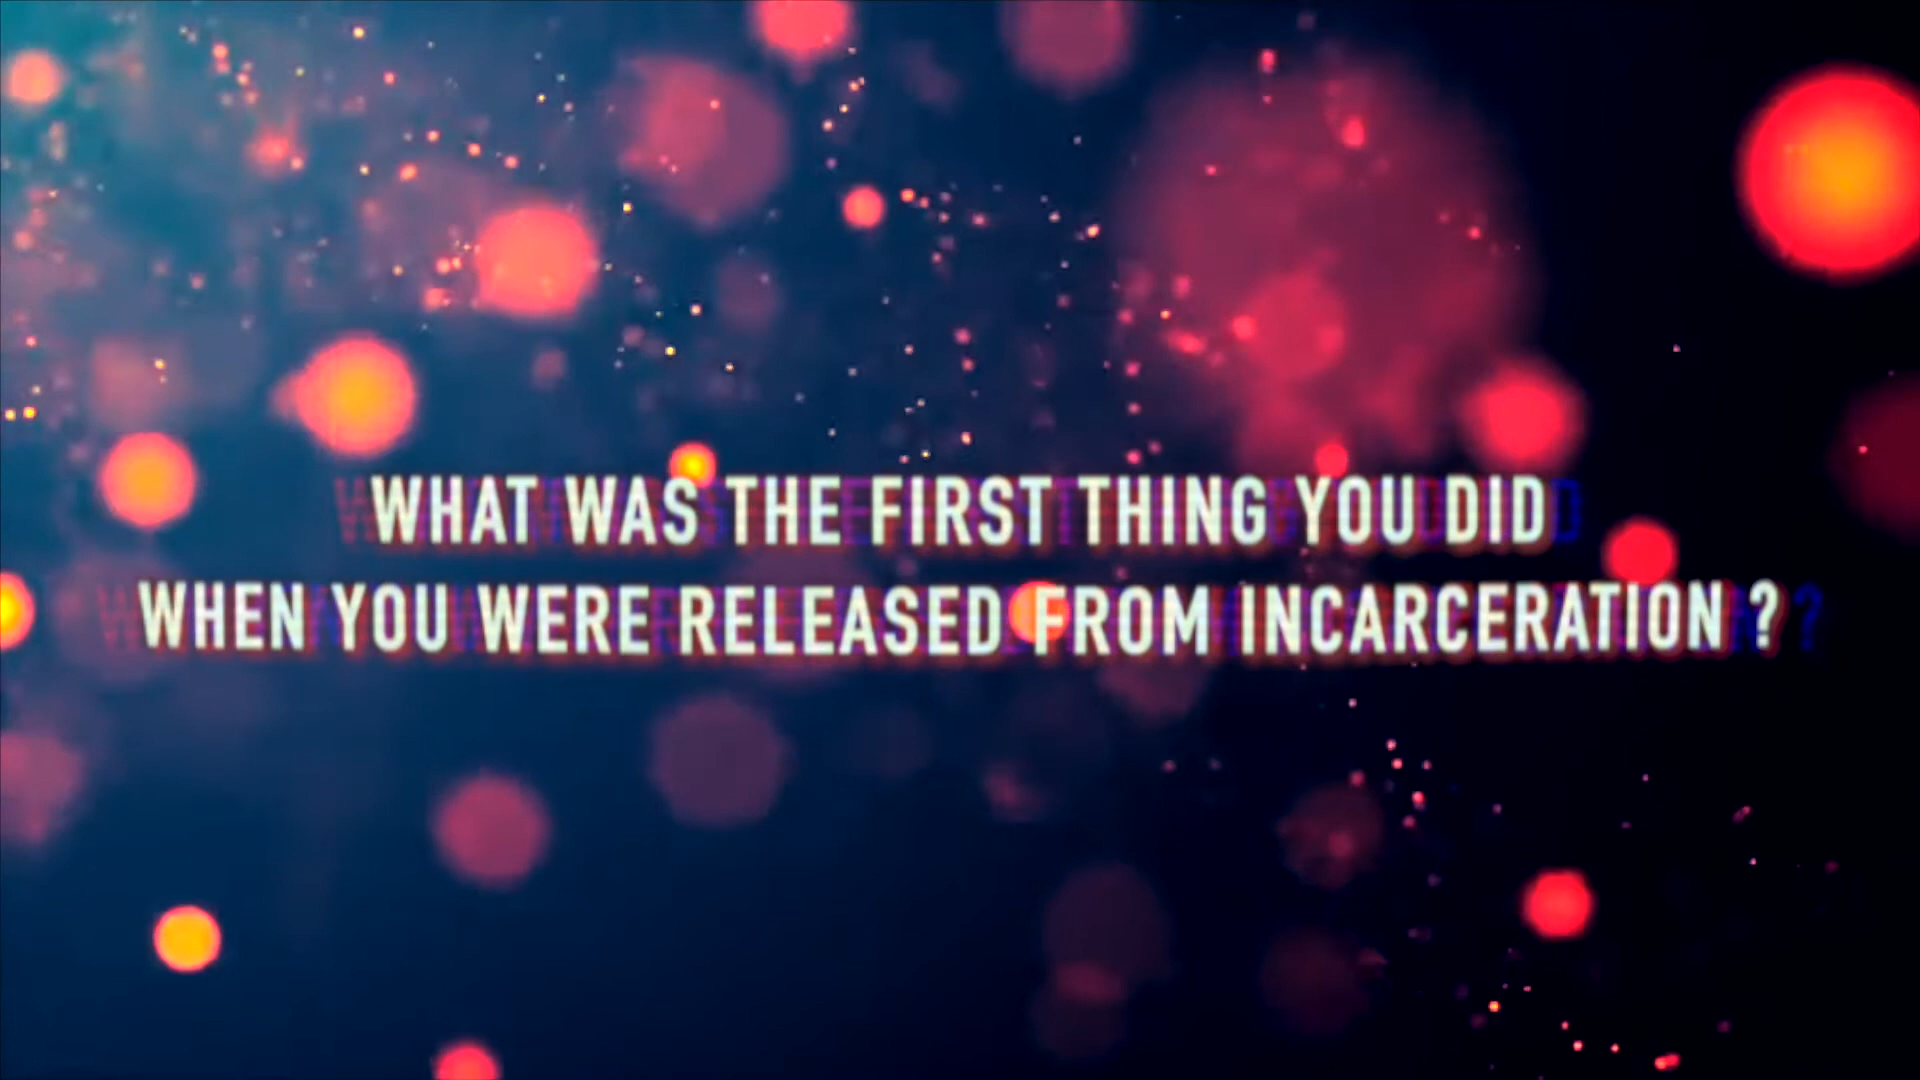 WHAT WAS THE FIRST THING YOU DID
WHEN YOU WERE RELEASED FROM INCARCERATION ?